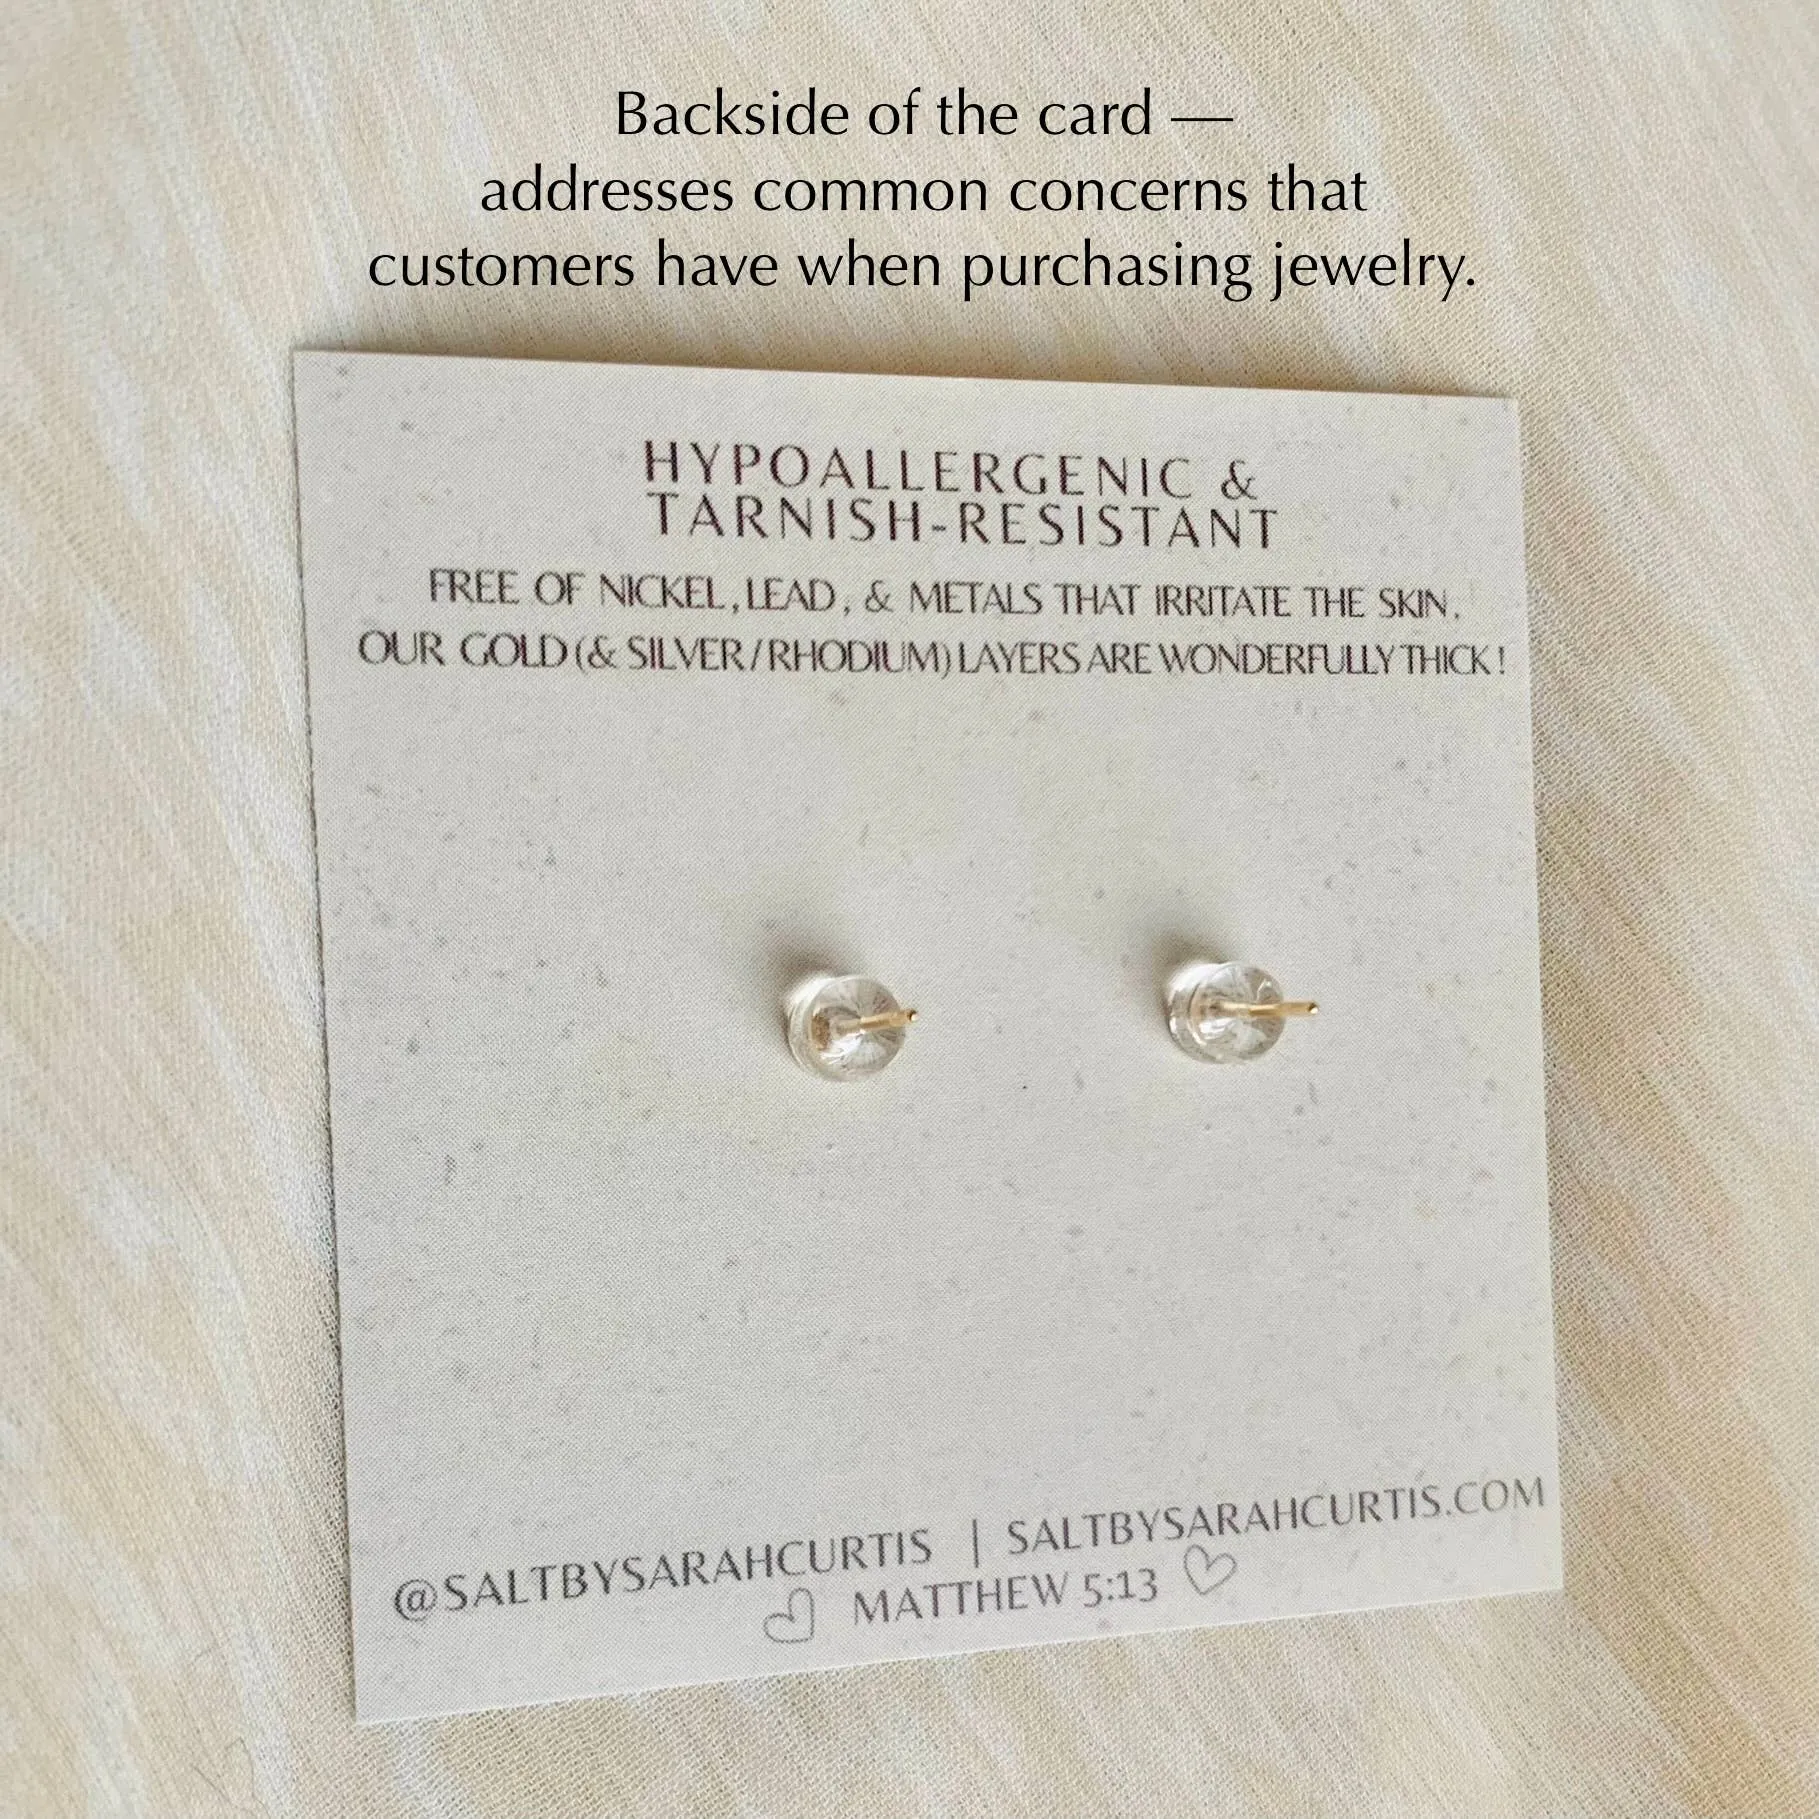 Backside of the card —
addresses common concerns that
customers have when purchasing jewelry.
HYPOALLERGENIC &
TARNISH-RESISTANT
FREE OF NICKEL, LEAD, & METALS THAT IRRITATE THE SKIN.
OUR GOLD (& SILVER/RHODIUM) LAYERS ARE WONDERFULLY THICK!
@SALTBYSARAHCURTIS | SALTBYSARAHCURTIS.COM
MATTHEW 5:13